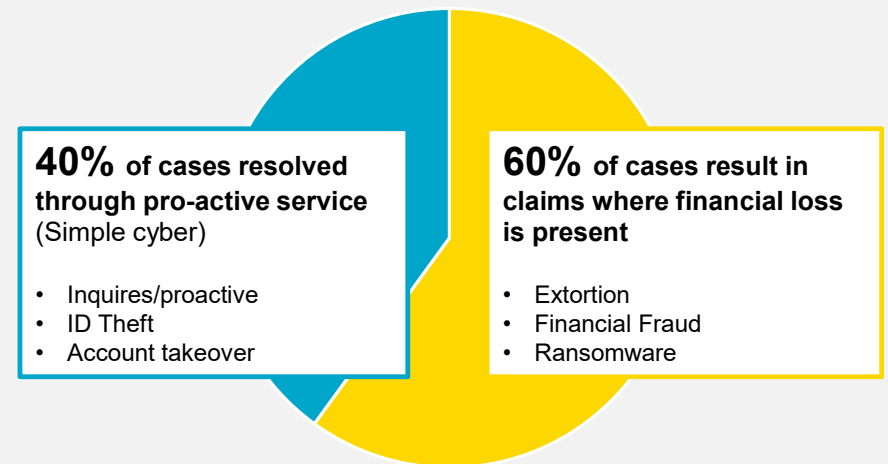 40% of cases resolved
through pro-active service
(Simple cyber)
• Inquires/proactive
• ID Theft
• Account takeover
60% of cases result in
claims where financial loss
is present
• Extortion
• Financial Fraud
• Ransomware